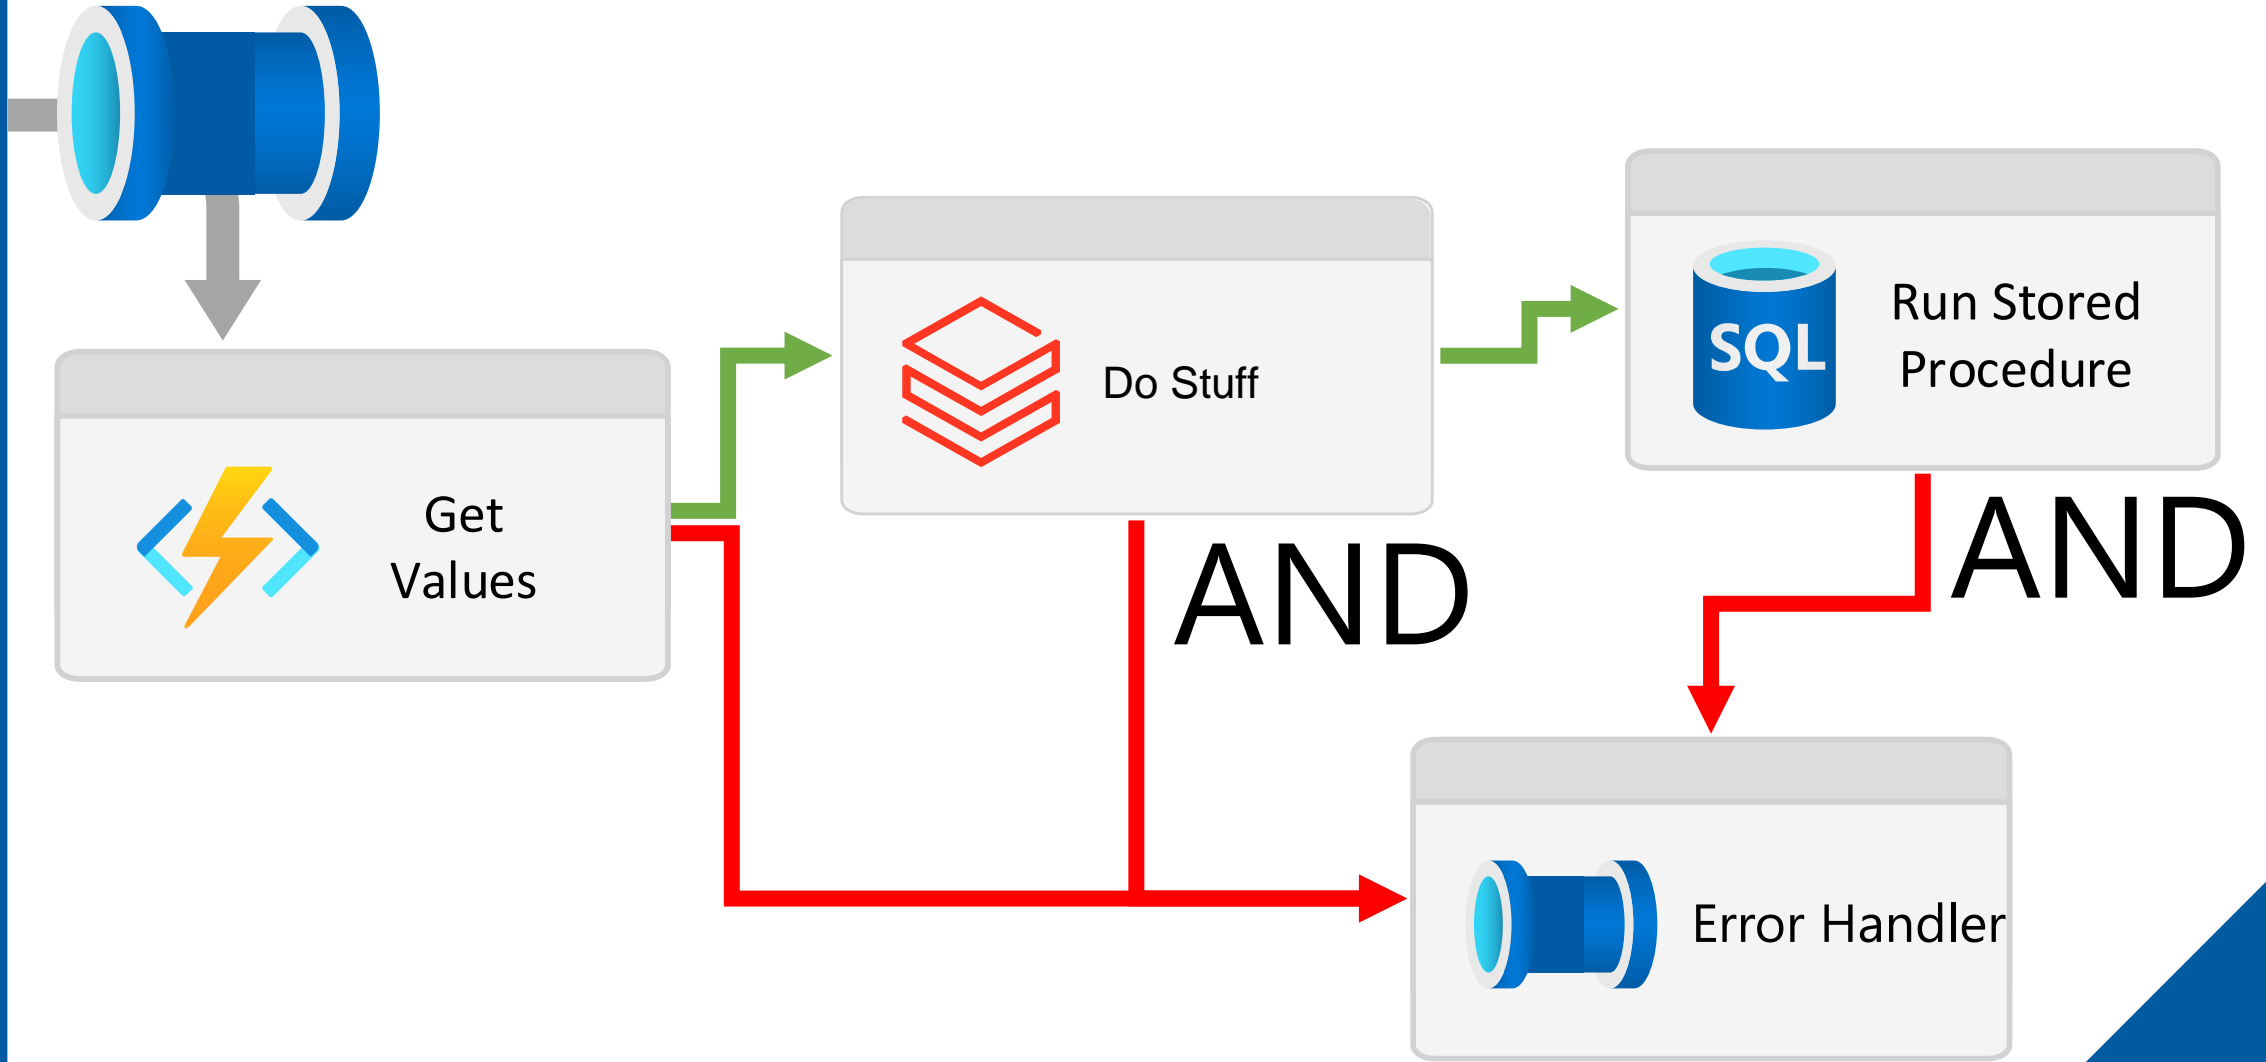 Get
Values
Do Stuff
AND
SQL
Run Stored
Procedure
AND
Error Handler